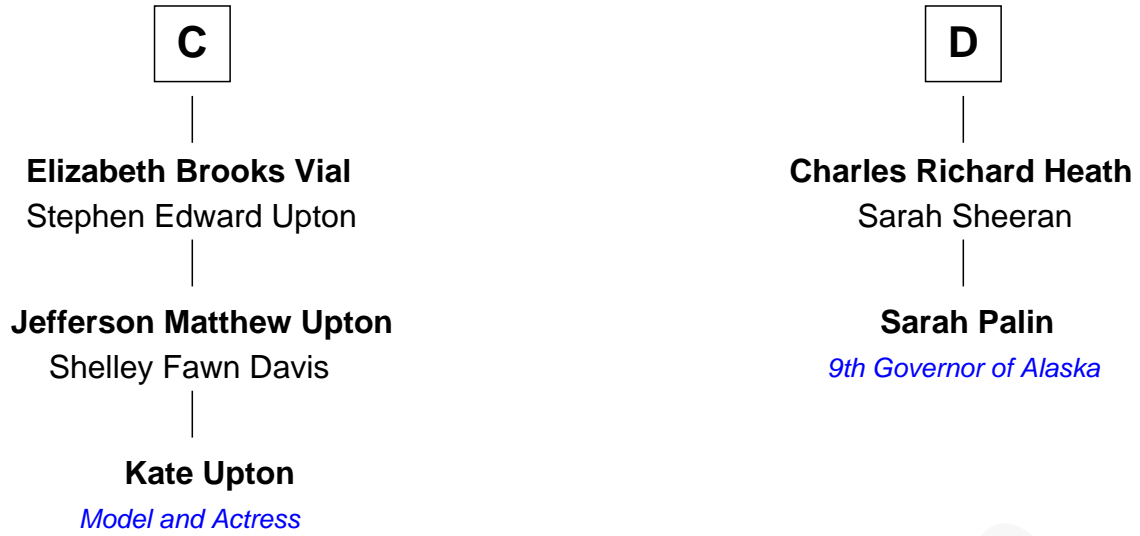 C
Elizabeth Brooks Vial
Stephen Edward Upton
Jefferson Matthew Upton
Shelley Fawn Davis
Kate Upton
Model and Actress
D
Charles Richard Heath
Sarah Sheeran
Sarah Palin
9th Governor of Alaska